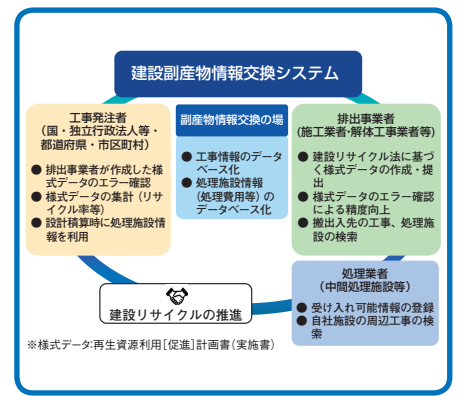 建設副産物情報交換システム
工事発注者
（国・独立行政法人等・
都道府県・市区町村）
● 排出事業者が作成した様
式データのエラー確認
● 様式データの集計（リ
サイクル率等）
● 設計積算時に処理施設情
報を利用
副産物情報交換の場
● 工事情報のデータ
ベース化
● 処理施設情報
（処理費用等）の
データベース化
排出事業者
（施工業者・解体工事業者等）
● 建設リサイクル法に基づ
く様式データの作成・提
出
● 様式データのエラー確認
による精度向上
● 搬出入先の工事、処理施
設の検索
処理業者
（中間処理施設等）
● 受け入れ可能情報の登録
● 自社施設の周辺工事の検
索
建設リサイクルの推進
※様式データ：再生資源利用［促進］計画書（実施書）